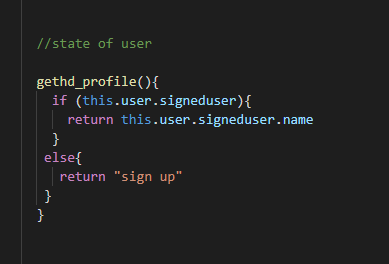 //state of user
gethd_profile(){
if (this.user.signeduser){
return this.user.signeduser.name
}
else{
return "sign up"
}
}